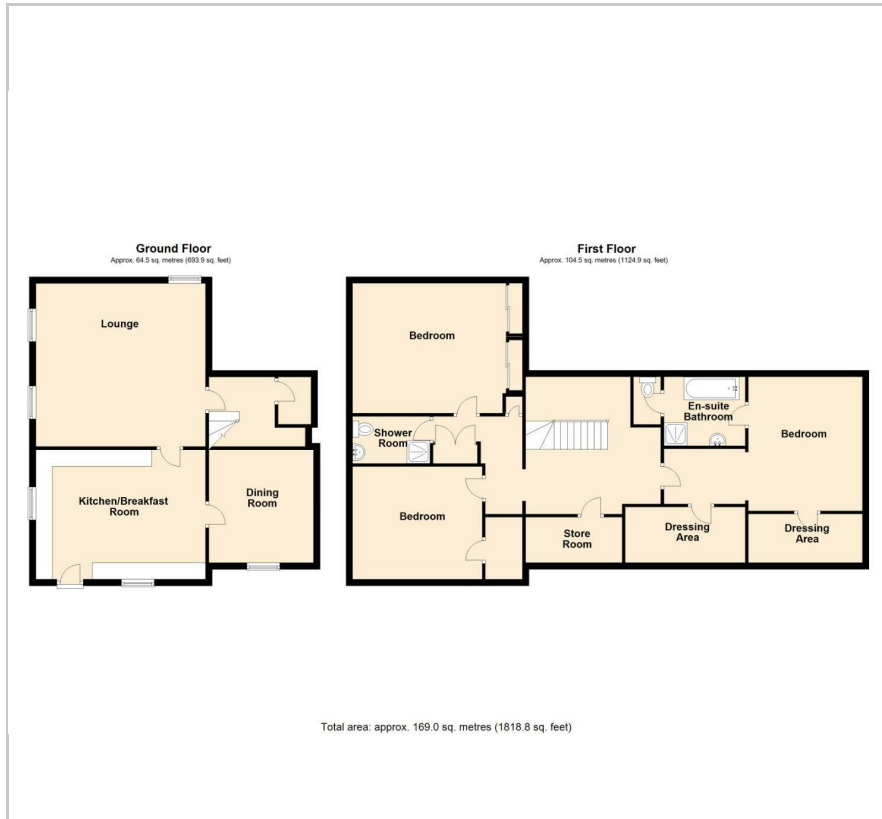 Ground Floor
Approx. 64.5 sq. metres (693.9 sq. feet)
Lounge
Kitchen/Breakfast
Room
Dining
Room
First Floor
Approx. 104.5 sq. metres (1124.9 sq. feet)
Bedroom
Shower
Room
Bedroom
En-suite
Bathroom
Bedroom
Store
Room
Dressing
Area
Dressing
Area
Total area: approx. 169.0 sq. metres (1818.8 sq. feet)